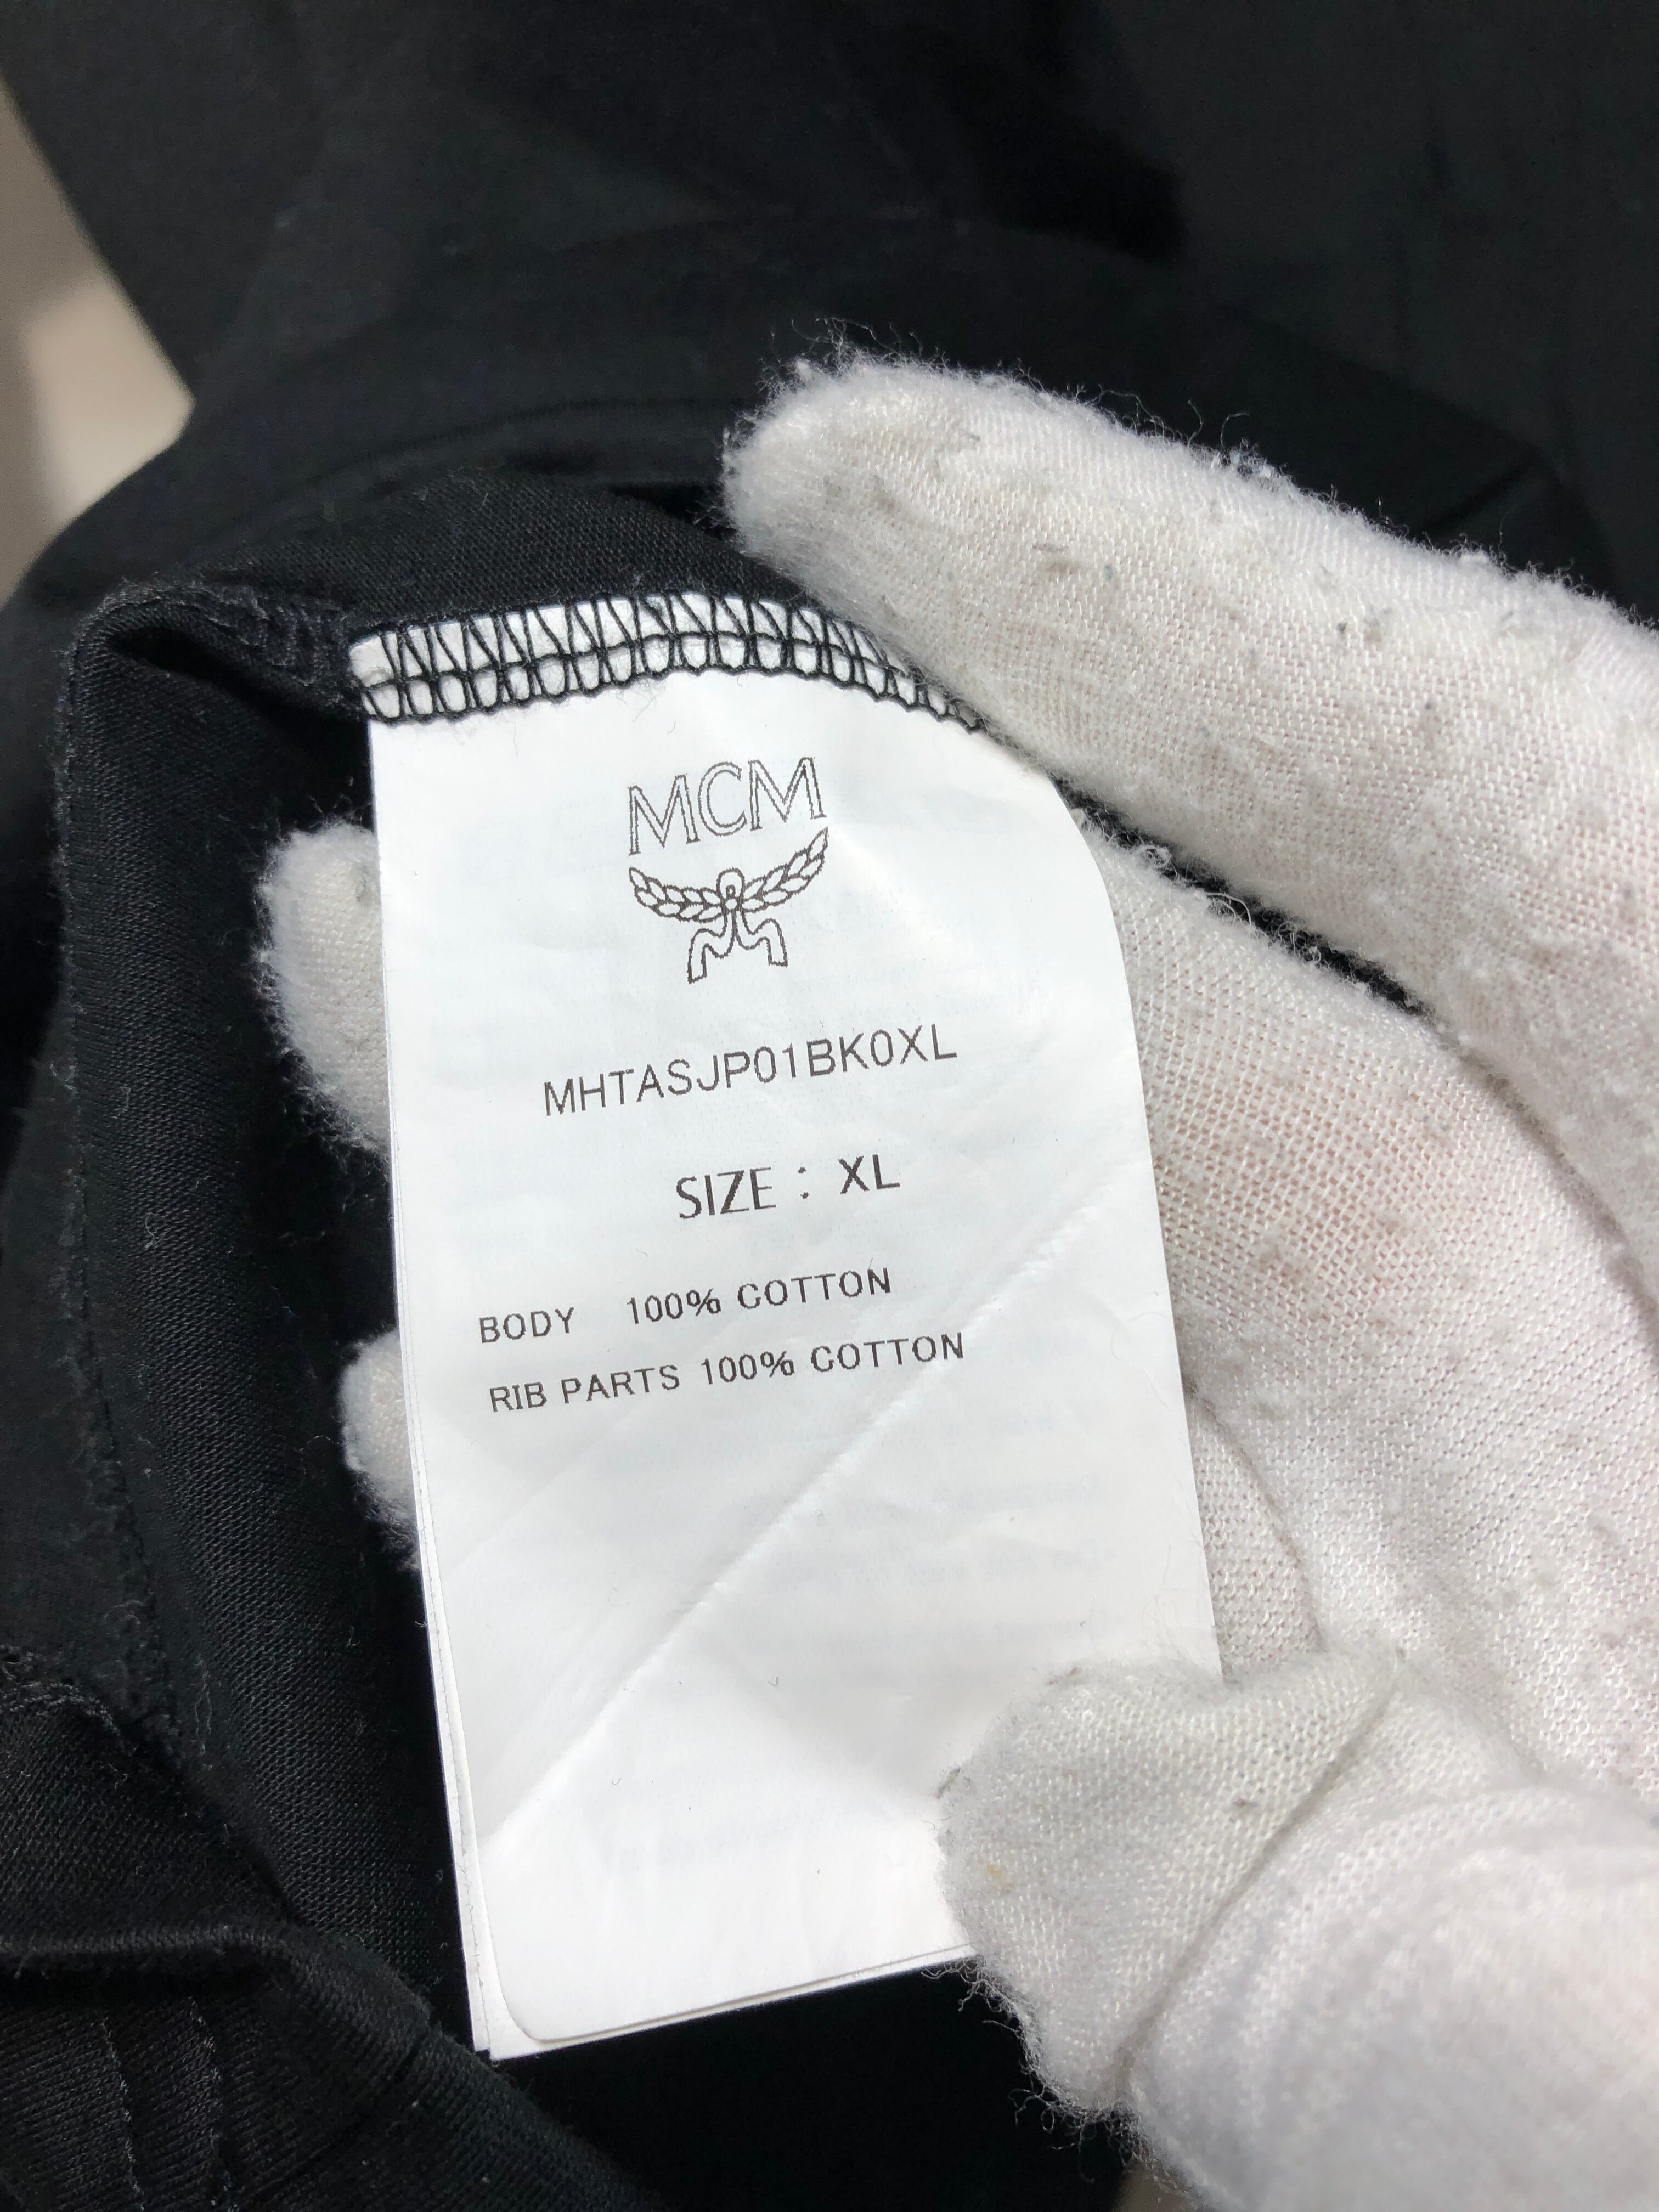 MCM
MHTASJP01BK0XL
SIZE : XL
BODY 100% COTTON
RIB PARTS 100% COTTON